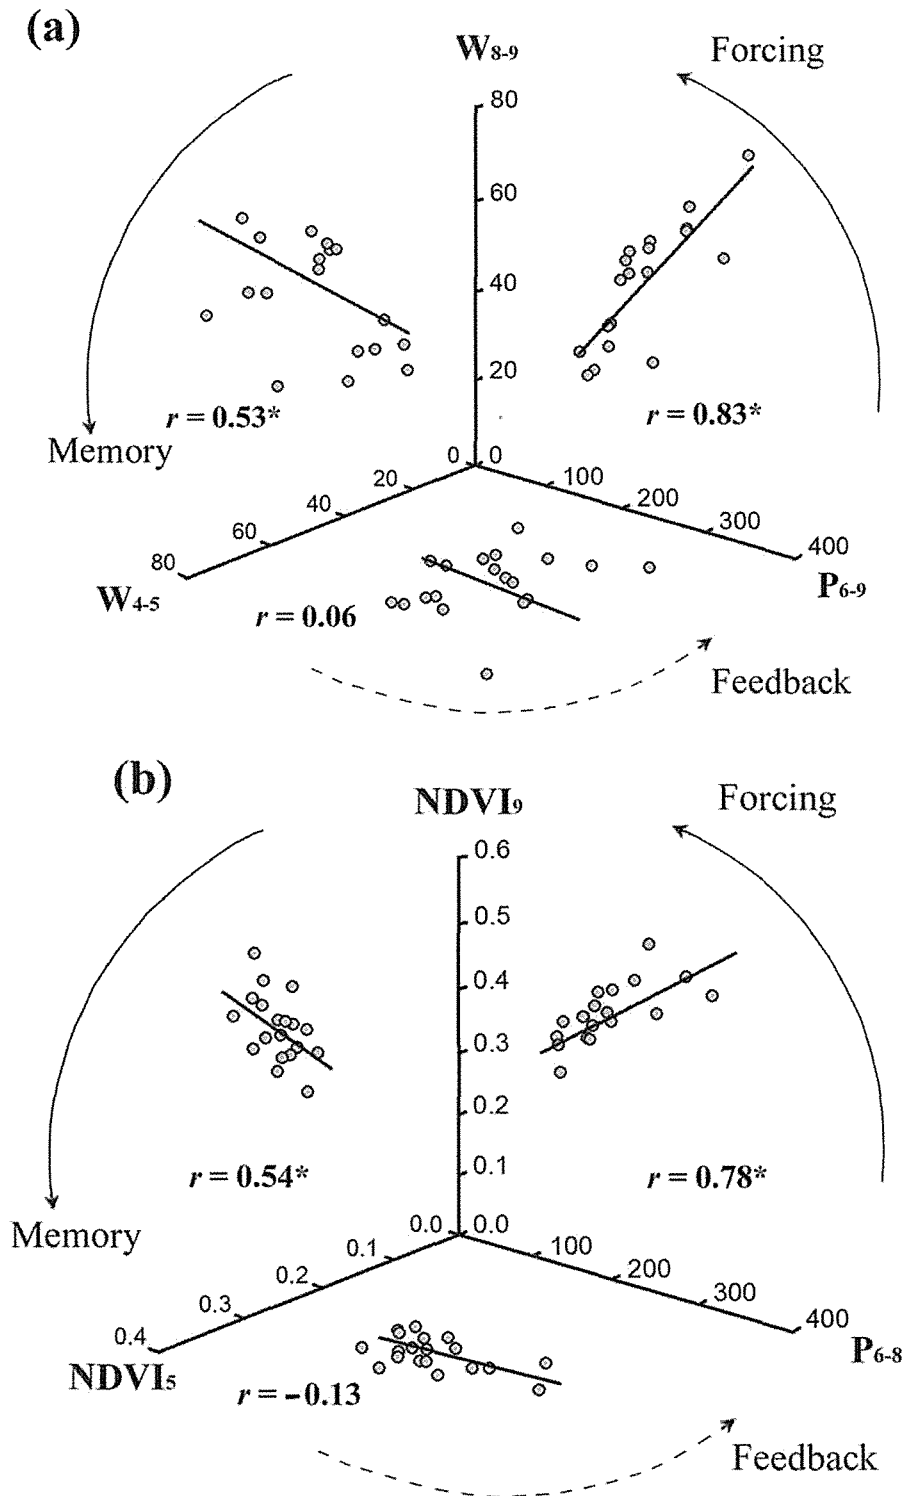 (a)
W8-9
Forcing
80
60
40
20
r = 0.53*
r = 0.83*
Memory
0 0
20
40
60
80
100
200
300
400
W4-5
P6-9
r = 0.06
Feedback
(b)
NDVI9
Forcing
0.6
0.5
0.4
0.3
0.2
0.1
r = 0.54*
r = 0.78*
Memory
0.0 0.0
0.1
0.2
0.3
0.4
100
200
300
400
NDVI5
P6-8
r = −0.13
Feedback